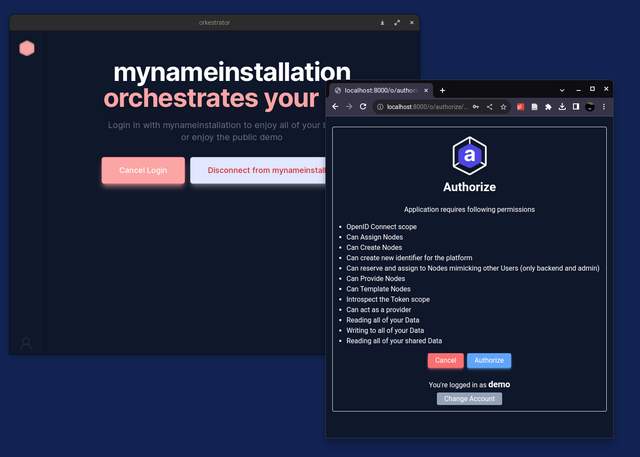 orkestrator
mynameinstallation
orchestrates your
Login in with mynameinstallation to enjoy all of your
or enjoy the public demo
Cancel Login
Disconnect from
localhost:8000/o/author
localhost:8000/o/authorize/...
a
Authorize
Application requires following permissions
OpenID Connect scope
Can Assign Nodes
Can Create Nodes
Can create new identifier for the platform
Can reserve and assign to Nodes mimicking other Users (only backend and admin)
Can Provide Nodes
Can Template Nodes
Introspect the Token scope
Can act as a provider
Reading all of your Data
Writing to all of your Data
Reading all of your shared Data
Cancel
Authorize
You're logged in as demo
Change Account